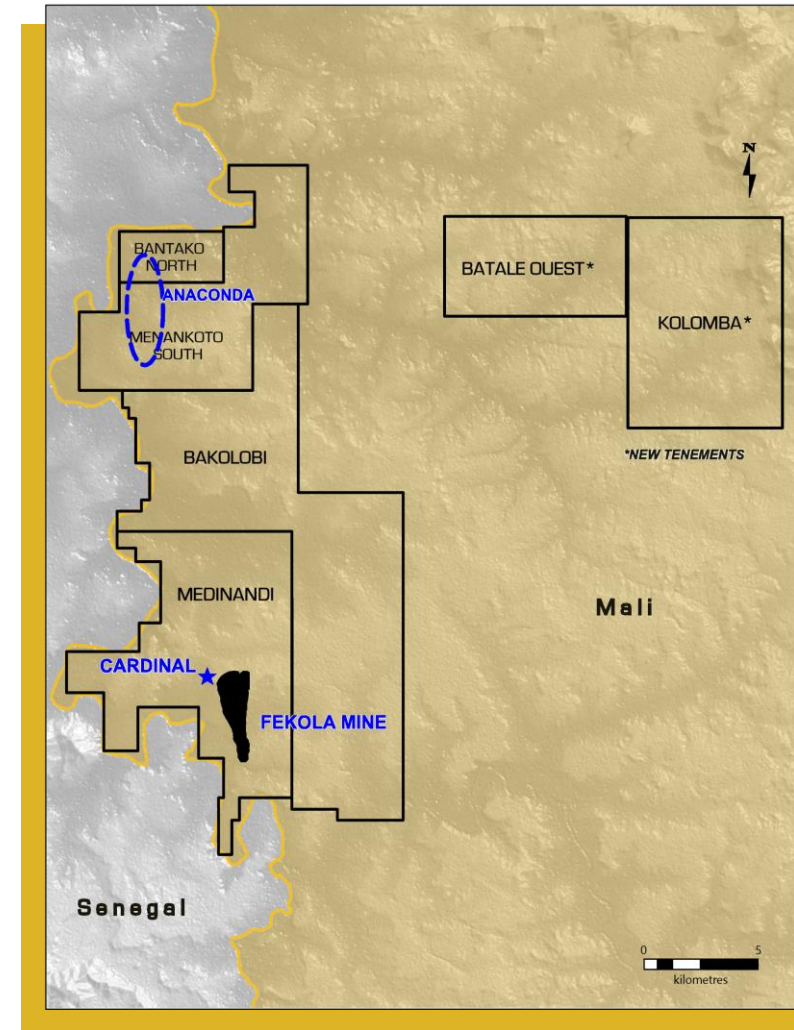 N
BANTAKO
NORTH
ANACONDA
MENANKOTO
SOUTH
BATALE OUEST*
KOLOMBA*
*NEW TENEMENTS
BAKOLOBI
MEDINANDI
Mali
CARDINAL
FEKOLA MINE
Senegal
0 5
kilometres